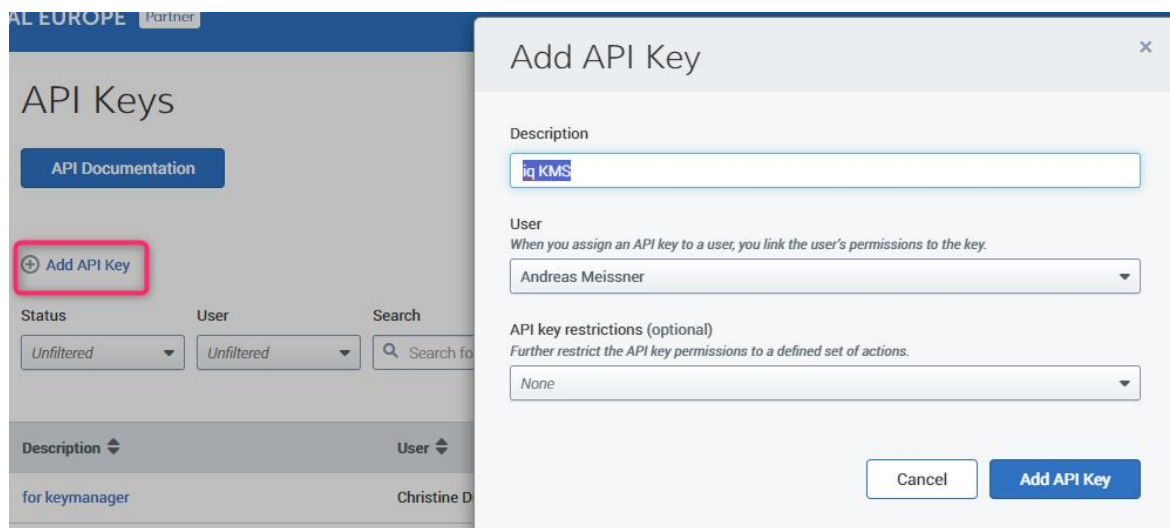 AL EUROPE Partner
API Keys
API Documentation
Add API Key
Status User Search
Unfiltered Unfiltered Search fo
Description User
for keymanager Christine D
Add API Key
Description
iq KMS
User
When you assign an API key to a user, you link the user's permissions to the key.
Andreas Meissner
API key restrictions (optional)
Further restrict the API key permissions to a defined set of actions.
None
Cancel Add API Key